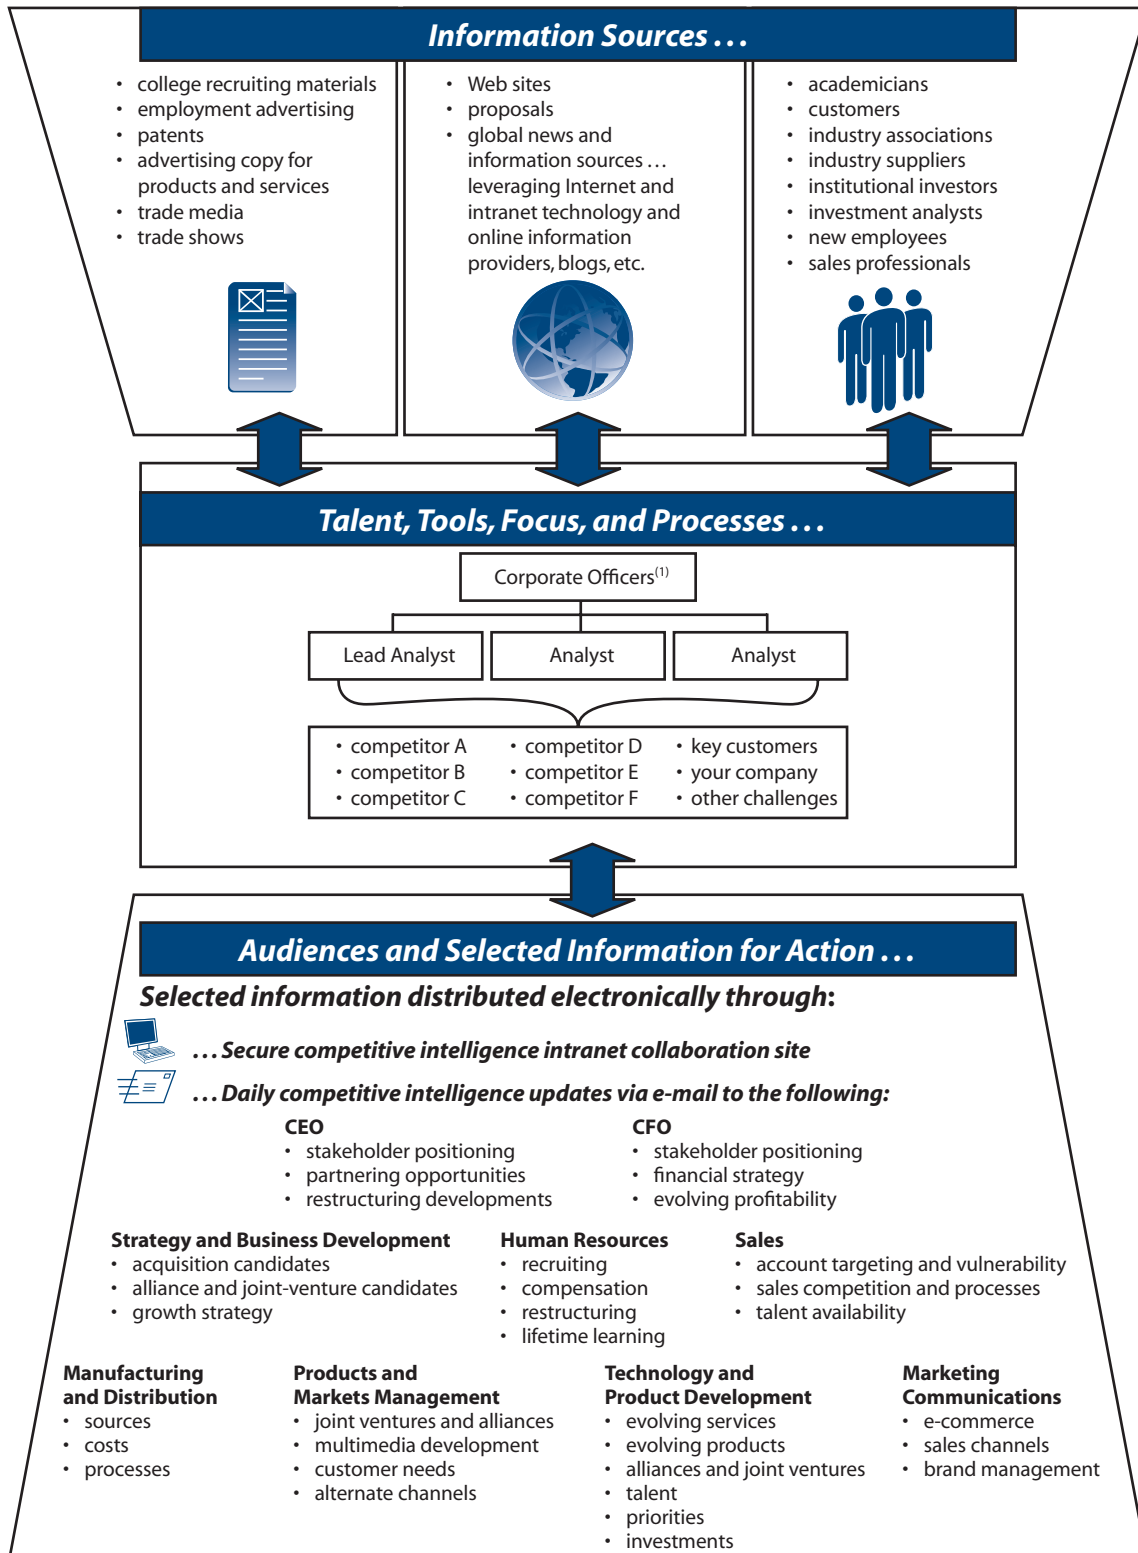 Information Sources . . .
• college recruiting materials
• employment advertising
• patents
• advertising copy for
products and services
• trade media
• trade shows
• Web sites
• proposals
• global news and
information sources . . .
leveraging Internet and
intranet technology and
online information
providers, blogs, etc.
• academicians
• customers
• industry associations
• industry suppliers
• institutional investors
• investment analysts
• new employees
• sales professionals
Talent, Tools, Focus, and Processes . . .
Corporate Officers(1)
Lead Analyst
Analyst
Analyst
• competitor A
• competitor B
• competitor C
• competitor D
• competitor E
• competitor F
• key customers
• your company
• other challenges
Audiences and Selected Information for Action . . .
Selected information distributed electronically through:
. . . Secure competitive intelligence intranet collaboration site
. . . Daily competitive intelligence updates via e-mail to the following:
CEO
• stakeholder positioning
• partnering opportunities
• restructuring developments
CFO
• stakeholder positioning
• financial strategy
• evolving profitability
Strategy and Business Development
• acquisition candidates
• alliance and joint-venture candidates
• growth strategy
Human Resources
• recruiting
• compensation
• restructuring
• lifetime learning
Sales
• account targeting and vulnerability
• sales competition and processes
• talent availability
Manufacturing
and Distribution
• sources
• costs
• processes
Products and
Markets Management
• joint ventures and alliances
• multimedia development
• customer needs
• alternate channels
Technology and
Product Development
• evolving services
• evolving products
• alliances and joint ventures
• talent
• priorities
• investments
Marketing
Communications
• e-commerce
• sales channels
• brand management